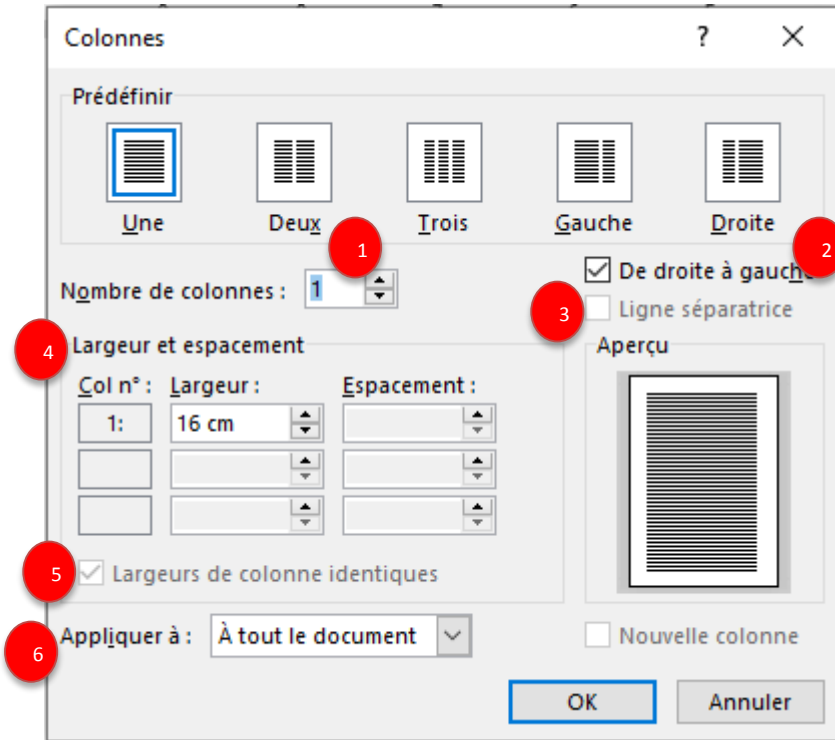 Colonnes ?
Prédéfinir
Une Deux Trois Gauche Droite
1
2
Nombre de colonnes : 1
De droite à gauche
3 Ligne séparatrice
4 Largeur et espacement
Aperçu
Col n° : Largeur : Espacement :
1: 16 cm
5 Largeurs de colonne identiques
6 Appliquer à : À tout le document
Nouvelle colonne
OK Annuler